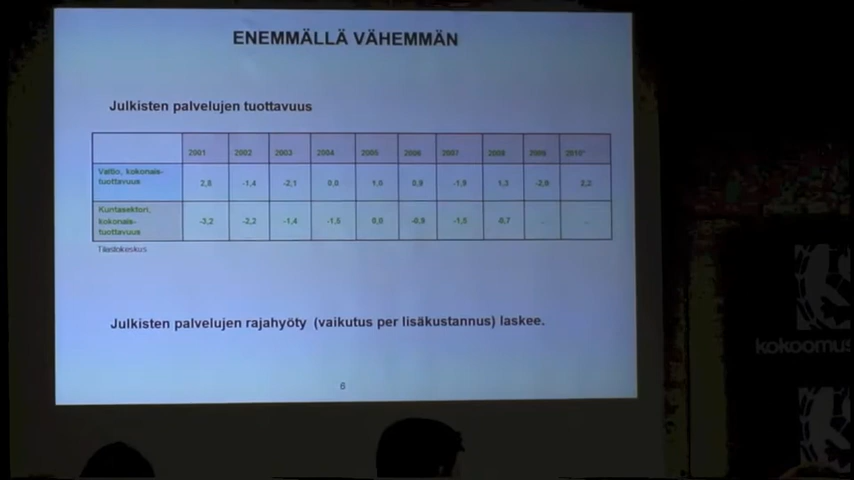 ENEMMÄLLÄ VÄHEMMÄN
Julkisten palvelujen tuottavuus
2001 2002 2003 2004 2005 2006 2007 2008 2009 2010*
Valtio, kokonais-
tuottavuus
-1,4 -2,1 0,0 1,0 0,9 -1,9 1,3 -2,0 2,2
Kuntasektori,
kokonais-
tuottavuus
-3,2 -2,2 -1,4 -1,5 0,0 -0,9 -1,5 -0,7
Tilastokeskus
Julkisten palvelujen rajahyöty (vaikutus per lisäkustannus) laskee.
6
kokoomus